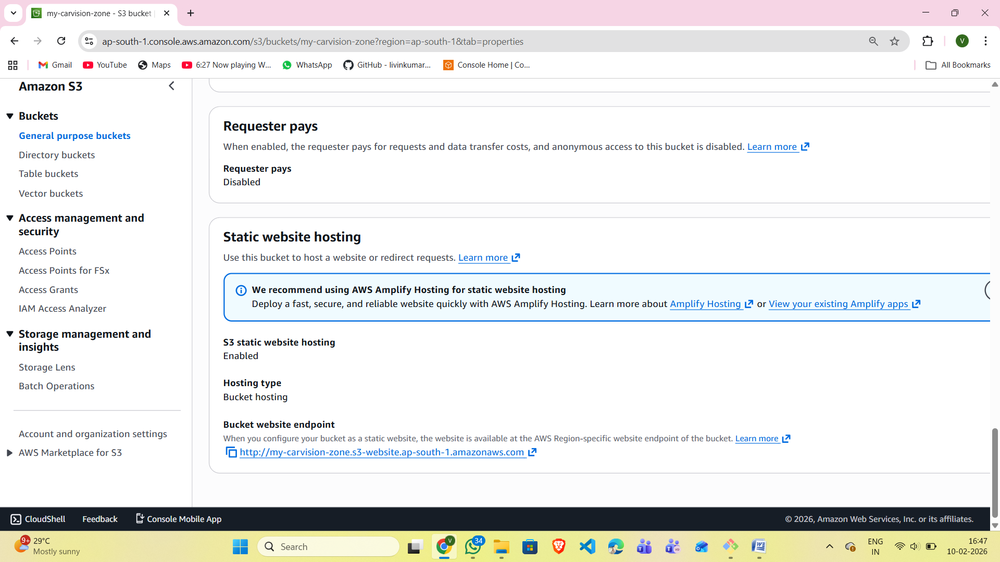 my-carvision-zone - S3 bucket
ap-south-1.console.aws.amazon.com/s3/buckets/my-carvision-zone?region=ap-south-1&tab=properties
V
Gmail
YouTube
Maps
6:27 Now playing W...
WhatsApp
GitHub - livinkumar...
Console Home | Co...
All Bookmarks
Amazon S3
Buckets
General purpose buckets
Directory buckets
Table buckets
Vector buckets
Access management and
security
Access Points
Access Points for FSx
Access Grants
IAM Access Analyzer
Storage management and
insights
Storage Lens
Batch Operations
Account and organization settings
AWS Marketplace for S3
Requester pays
When enabled, the requester pays for requests and data transfer costs, and anonymous access to this bucket is disabled. Learn more
Requester pays
Disabled
Static website hosting
Use this bucket to host a website or redirect requests. Learn more
We recommend using AWS Amplify Hosting for static website hosting
Deploy a fast, secure, and reliable website quickly with AWS Amplify Hosting. Learn more about Amplify Hosting or View your existing Amplify apps
S3 static website hosting
Enabled
Hosting type
Bucket hosting
Bucket website endpoint
When you configure your bucket as a static website, the website is available at the AWS Region-specific website endpoint of the bucket. Learn more
http://my-carvision-zone.s3-website.ap-south-1.amazonaws.com
CloudShell
Feedback
Console Mobile App
© 2026, Amazon Web Services, Inc. or its affiliates.
9+
29°C
Mostly sunny
Search
V
34
ENG
IN
16:47
10-02-2026